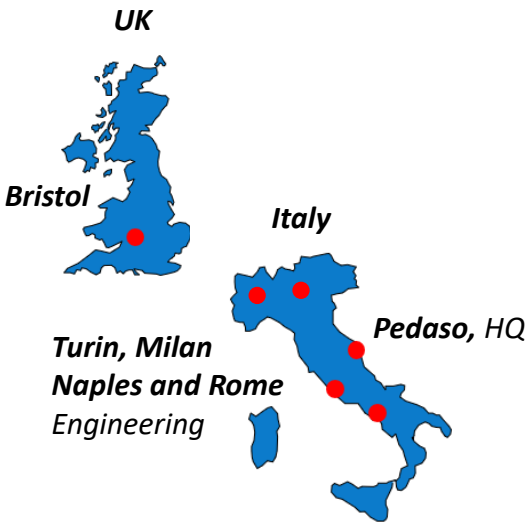 UK
Bristol
Italy
Pedaso, HQ
Turin, Milan
Naples and Rome
Engineering